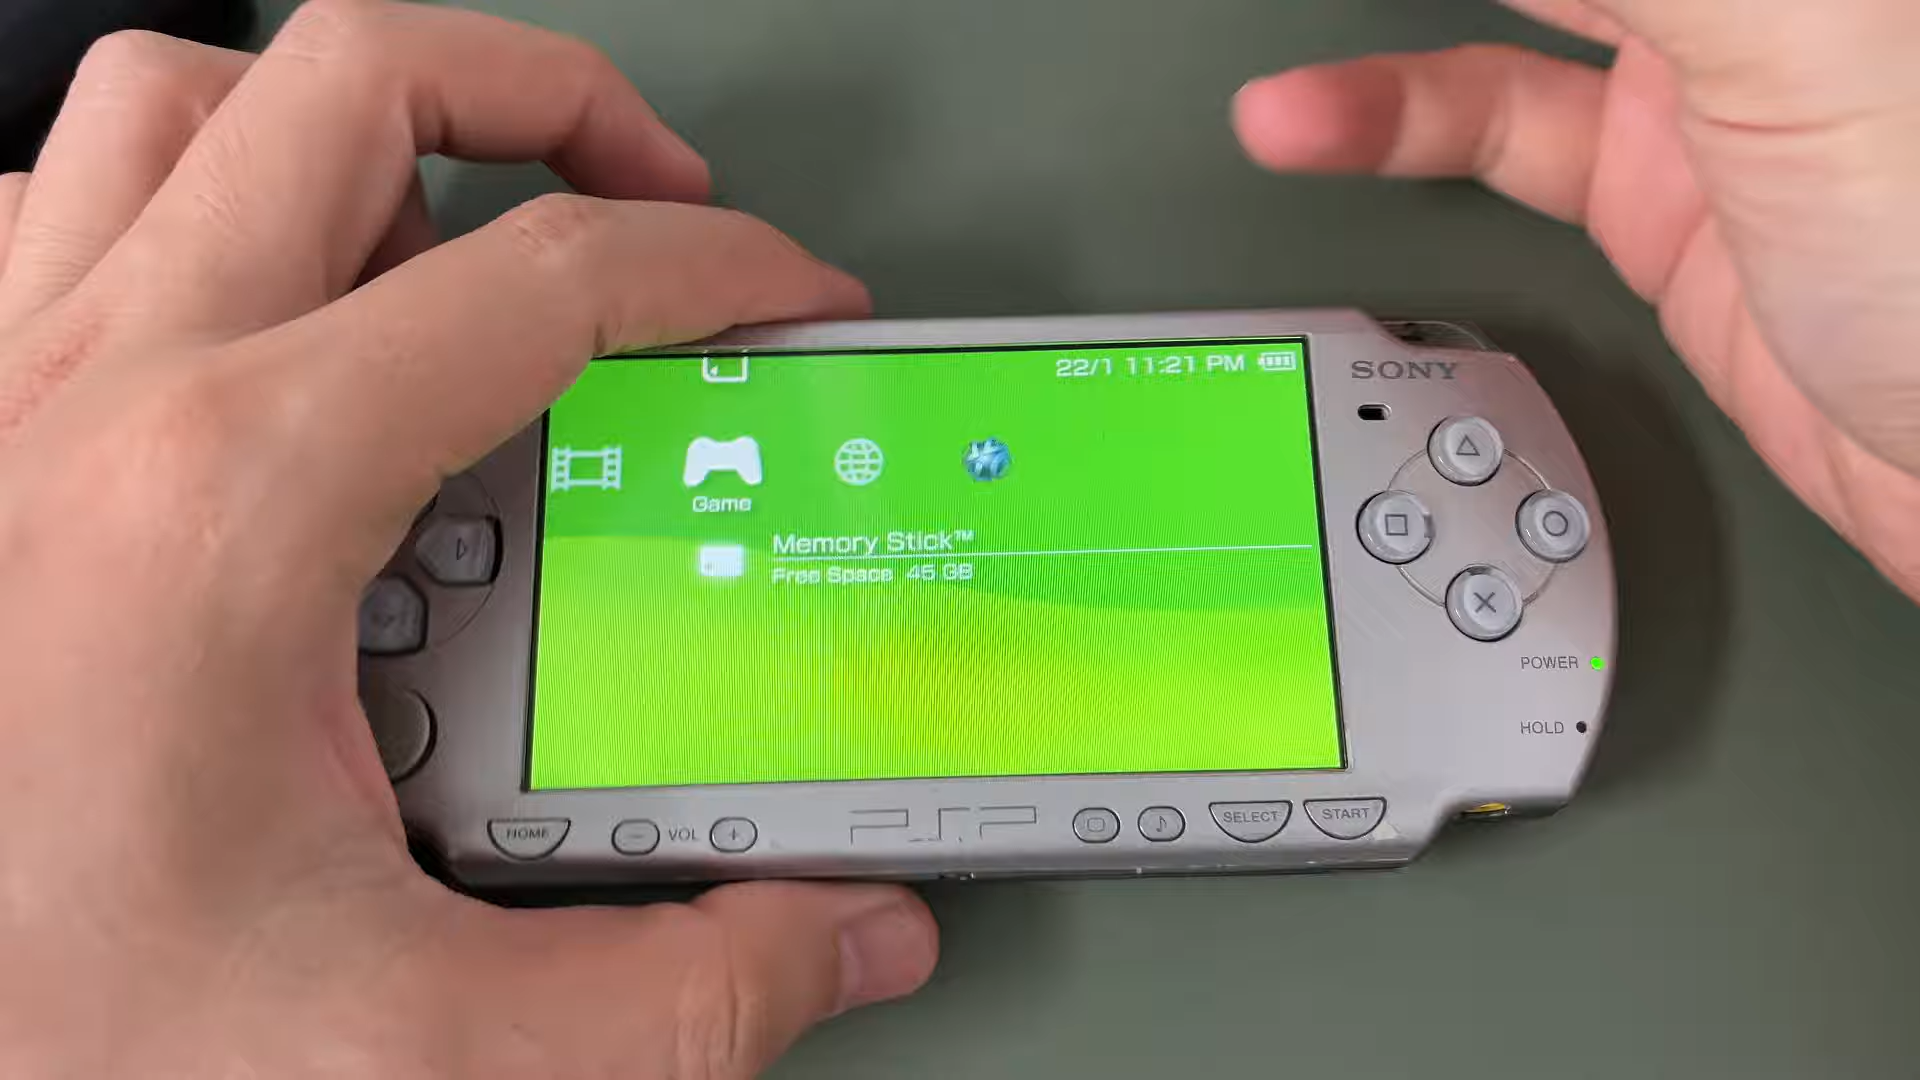 22/1 11:21 PM
SONY
Game
Memory Stick™
Free Space 45 GB
POWER
HOLD
HOME
VOL
PSP
SELECT
START